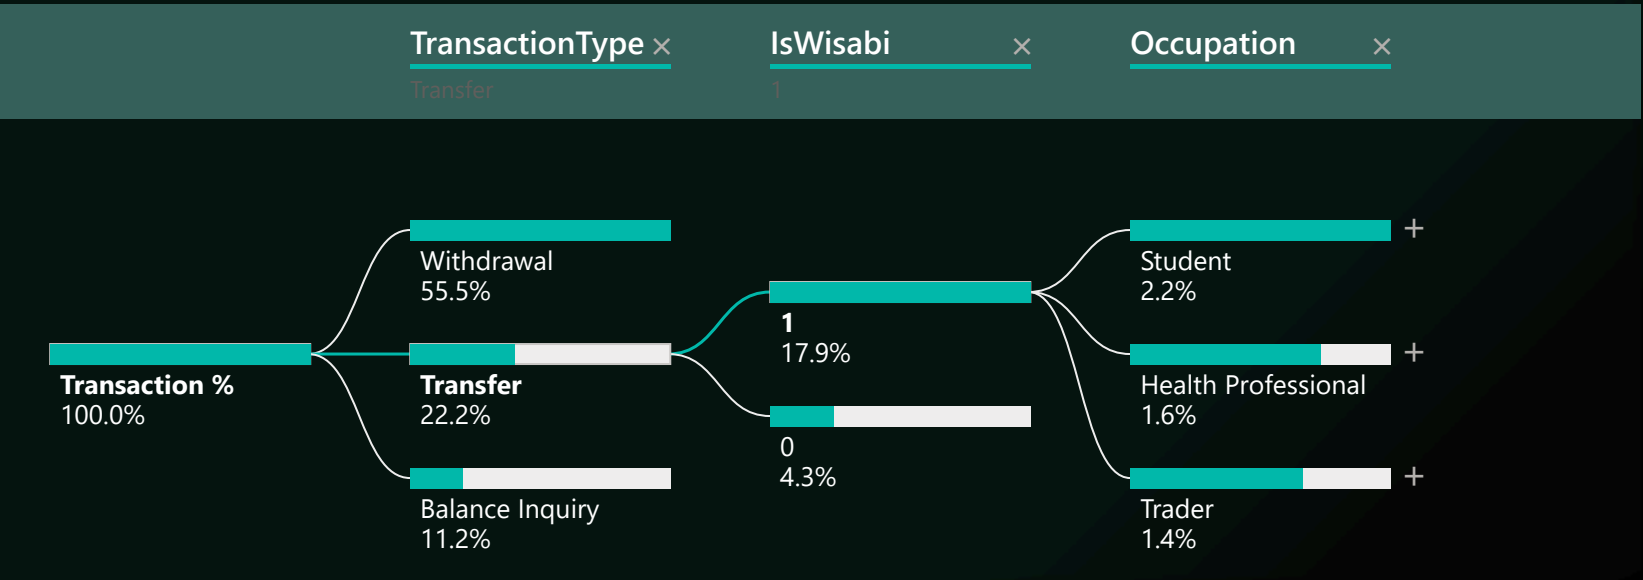 TransactionType ×
IsWisabi ×
Occupation ×
Transfer
1
Transaction %
100.0%
Withdrawal
55.5%
Transfer
22.2%
Balance Inquiry
11.2%
1
17.9%
0
4.3%
Student
2.2%
+
Health Professional
1.6%
+
Trader
1.4%
+